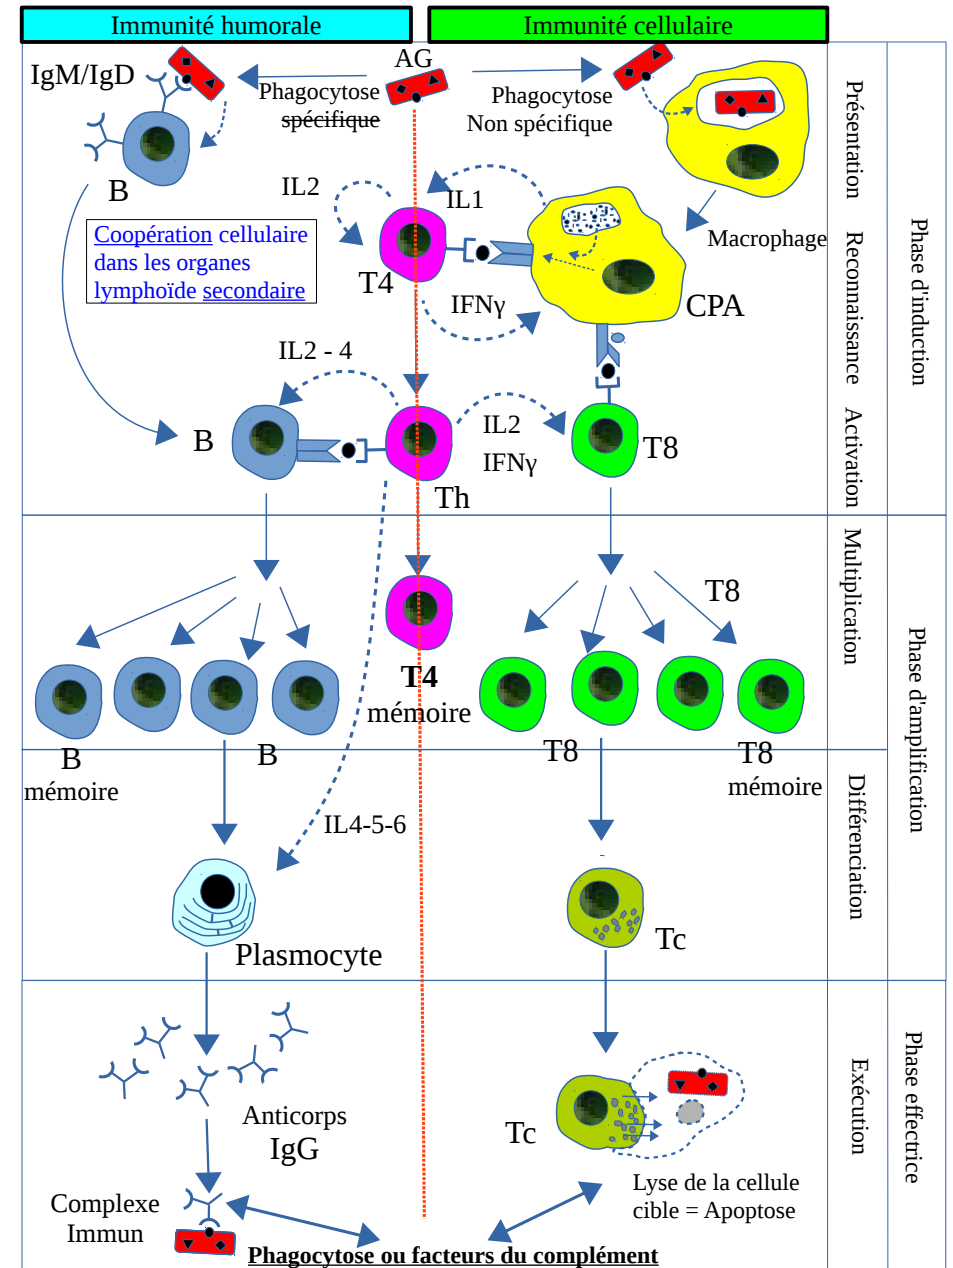 Immunité humorale
Immunité cellulaire
IgM/IgD
AG
Phagocytose
spécifique
Phagocytose
Non spécifique
B
IL2
IL1
Macrophage
Coopération cellulaire
dans les organes
lymphoïde secondaire
T4
IFNγ
CPA
IL2 - 4
B
IL2
IFNγ
T8
Th
T8
T4
mémoire
B
mémoire
B
T8
T8
mémoire
IL4-5-6
Plasmocyte
Tc
Anticorps
IgG
Tc
Complexe
Immun
Lyse de la cellule
cible = Apoptose
Phagocytose ou facteurs du complément
Présentation
Reconnaissance
Activation
Multiplication
Différenciation
Exécution
Phase d'induction
Phase d'amplification
Phase effectrice